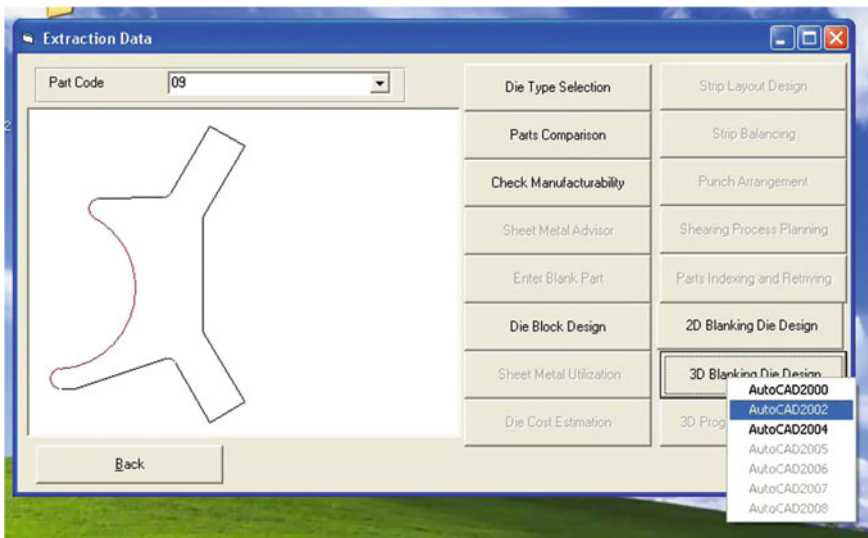 Extraction Data
Part Code
09
Die Type Selection
Strip Layout Design
Parts Comparison
Strip Balancing
Check Manufacturability
Punch Arrangement
Sheet Metal Advisor
Shearing Process Planning
Enter Blank Part
Parts Indexing and Retriving
Die Block Design
2D Blanking Die Design
Sheet Metal Utilization
3D Blanking Die Design
Die Cost Estimation
3D Prog
AutoCAD2000
AutoCAD2002
AutoCAD2004
AutoCAD2005
AutoCAD2006
AutoCAD2007
AutoCAD2008
Back
2